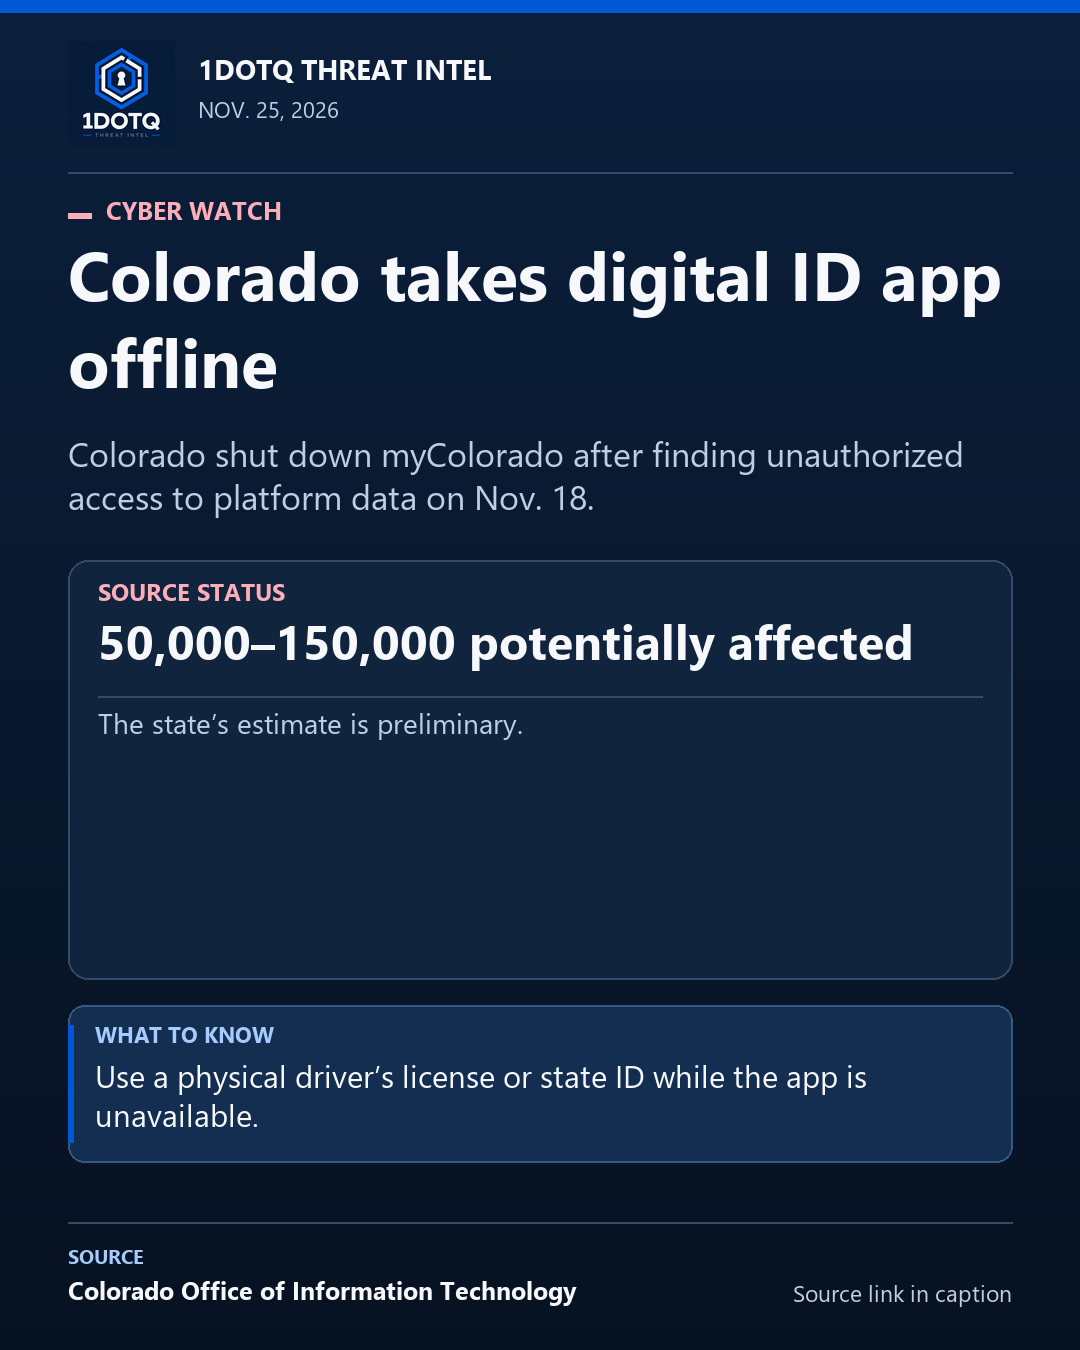 1DOTQ
THREAT INTEL
1DOTQ THREAT INTEL
NOV. 25, 2026
CYBER WATCH
Colorado takes digital ID app
offline
Colorado shut down myColorado after finding unauthorized
access to platform data on Nov. 18.
SOURCE STATUS
50,000–150,000 potentially affected
The state’s estimate is preliminary.
WHAT TO KNOW
Use a physical driver’s license or state ID while the app is
unavailable.
SOURCE
Colorado Office of Information Technology
Source link in caption